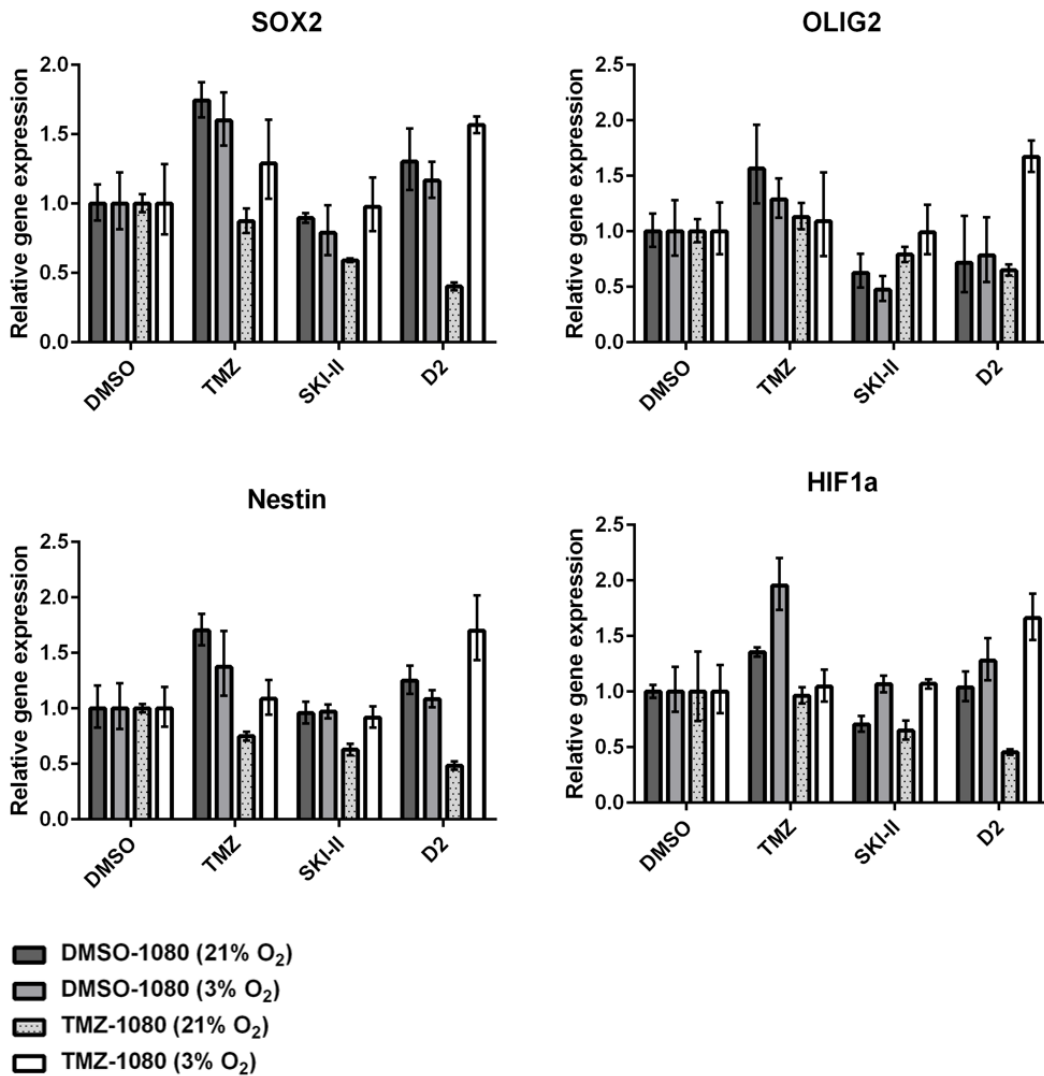 SOX2
Relative gene expression
2.0
1.5
1.0
0.5
0.0
DMSO
TMZ
SKI-II
D2
OLIG2
Relative gene expression
2.5
2.0
1.5
1.0
0.5
0.0
DMSO
TMZ
SKI-II
D2
Nestin
Relative gene expression
2.5
2.0
1.5
1.0
0.5
0.0
DMSO
TMZ
SKI-II
D2
HIF1a
Relative gene expression
2.5
2.0
1.5
1.0
0.5
0.0
DMSO
TMZ
SKI-II
D2
DMSO-1080 (21% O₂)
DMSO-1080 (3% O₂)
TMZ-1080 (21% O₂)
TMZ-1080 (3% O₂)